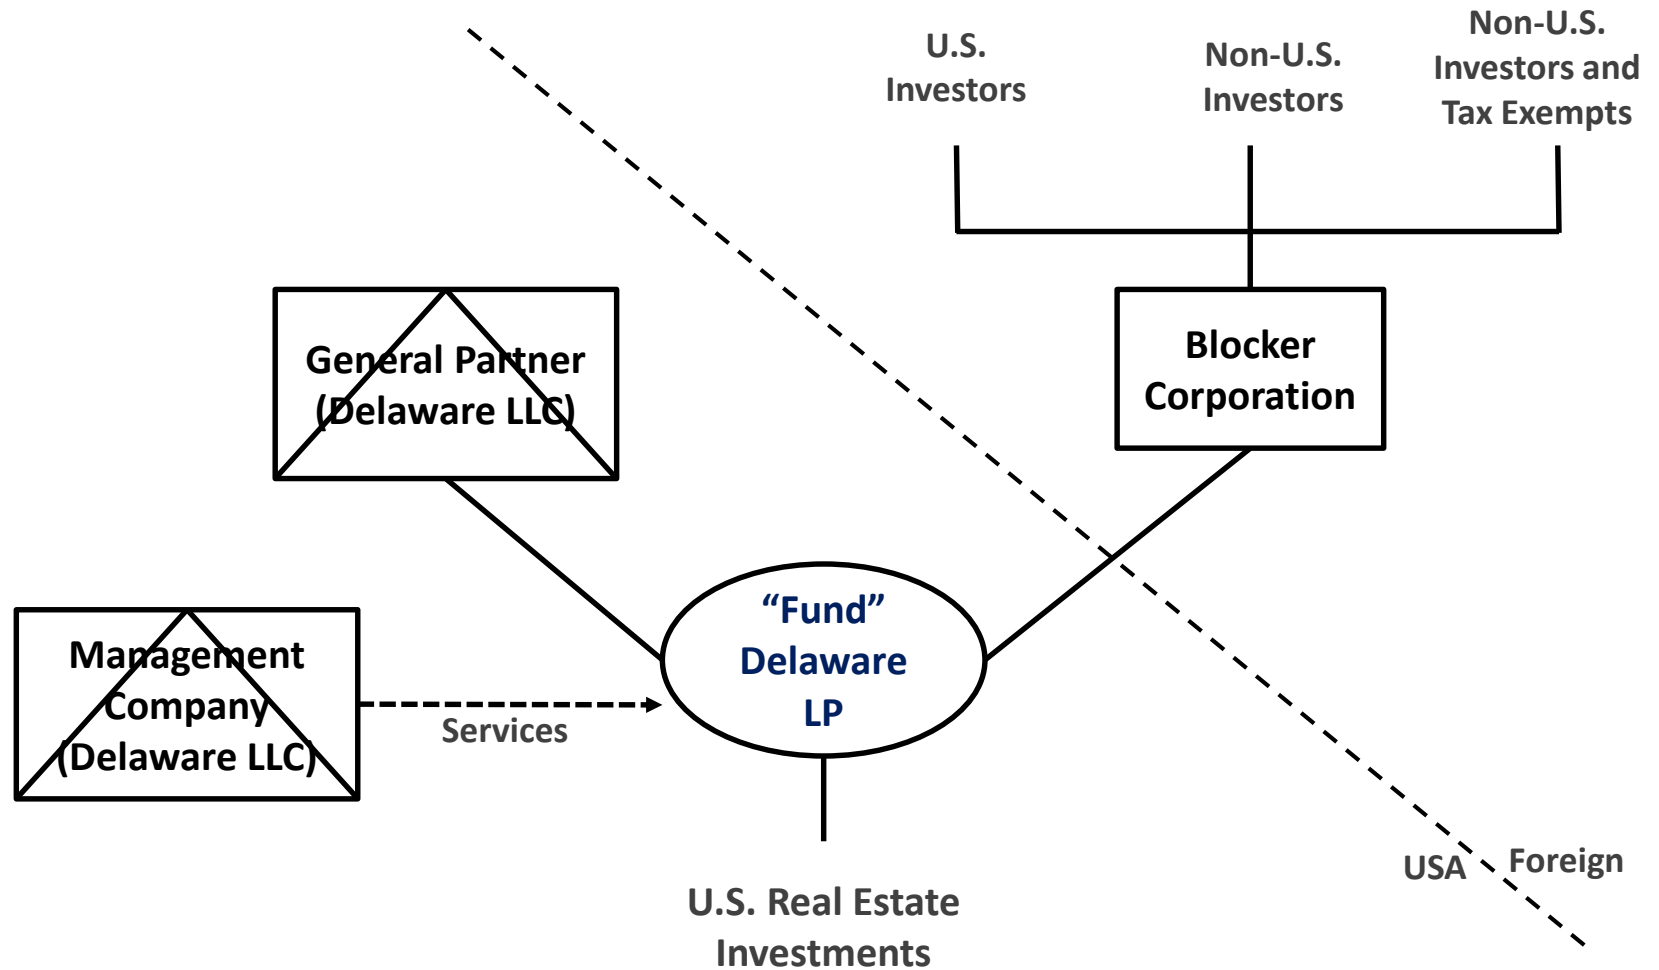 U.S.
Investors
Non-U.S.
Investors
Non-U.S.
Investors and
Tax Exempts
General Partner
(Delaware LLC)
Blocker
Corporation
Management
Company
(Delaware LLC)
Services
“Fund”
Delaware
LP
USA
Foreign
U.S. Real Estate
Investments